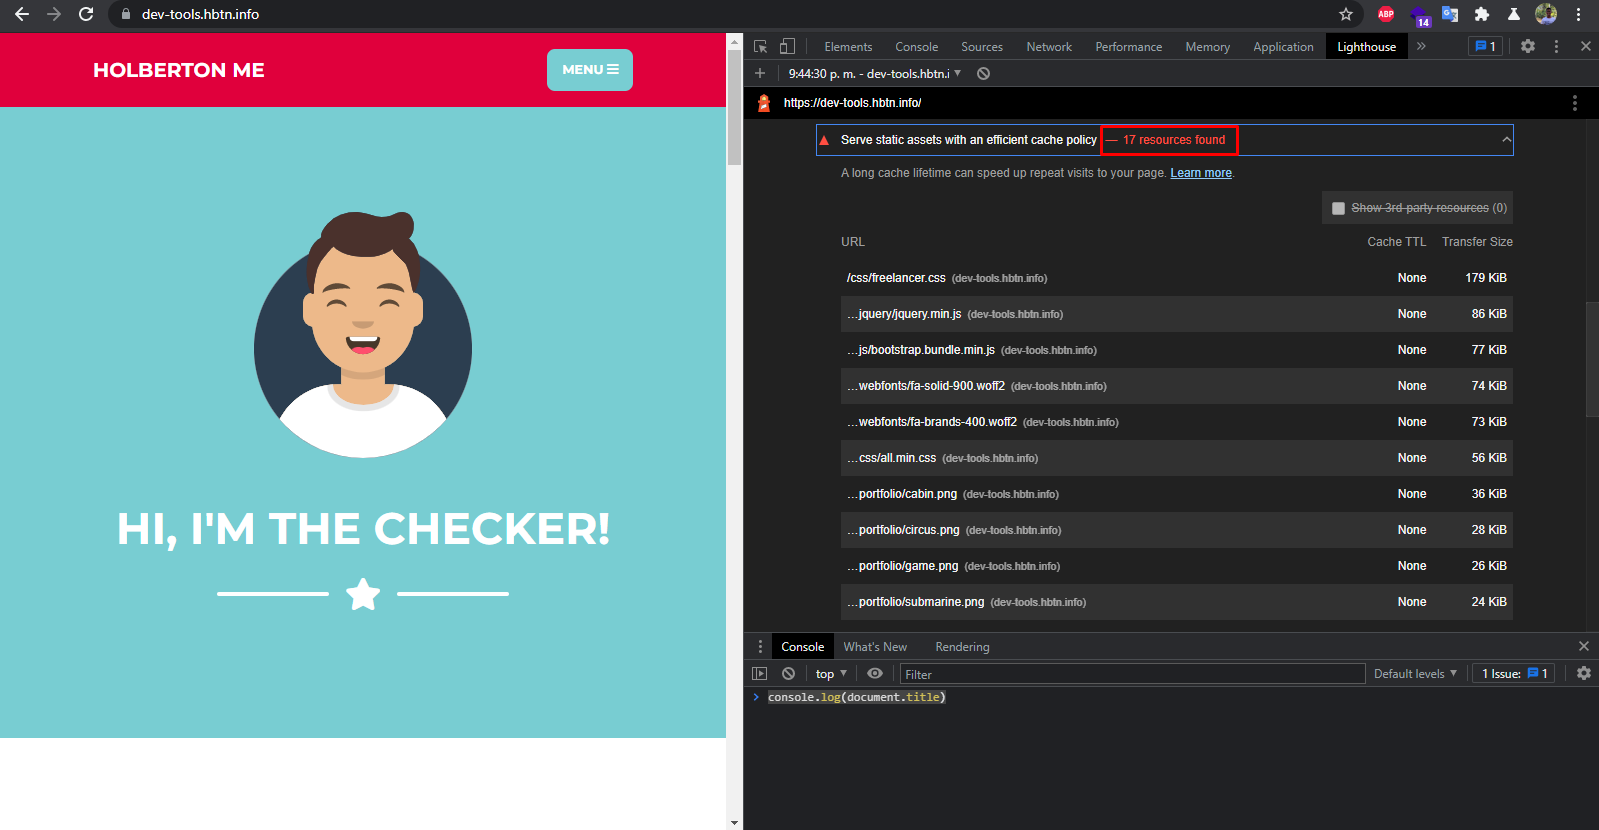 dev-tools.hbtn.info
ABP
14
HOLBERTON ME
MENU
HI, I'M THE CHECKER!
Elements Console Sources Network Performance Memory Application Lighthouse » 1
+ 9:44:30 p. m. - dev-tools.hbtn.i
https://dev-tools.hbtn.info/
Serve static assets with an efficient cache policy — 17 resources found
A long cache lifetime can speed up repeat visits to your page. Learn more.
Show 3rd-party resources (0)
URL Cache TTL Transfer Size
/css/freelancer.css (dev-tools.hbtn.info) None 179 KiB
…jquery/jquery.min.js (dev-tools.hbtn.info) None 86 KiB
…js/bootstrap.bundle.min.js (dev-tools.hbtn.info) None 77 KiB
…webfonts/fa-solid-900.woff2 (dev-tools.hbtn.info) None 74 KiB
…webfonts/fa-brands-400.woff2 (dev-tools.hbtn.info) None 73 KiB
…css/all.min.css (dev-tools.hbtn.info) None 56 KiB
…portfolio/cabin.png (dev-tools.hbtn.info) None 36 KiB
…portfolio/circus.png (dev-tools.hbtn.info) None 28 KiB
…portfolio/game.png (dev-tools.hbtn.info) None 26 KiB
…portfolio/submarine.png (dev-tools.hbtn.info) None 24 KiB
Console What's New Rendering
top Filter Default levels 1 Issue: 1
> console.log(document.title)